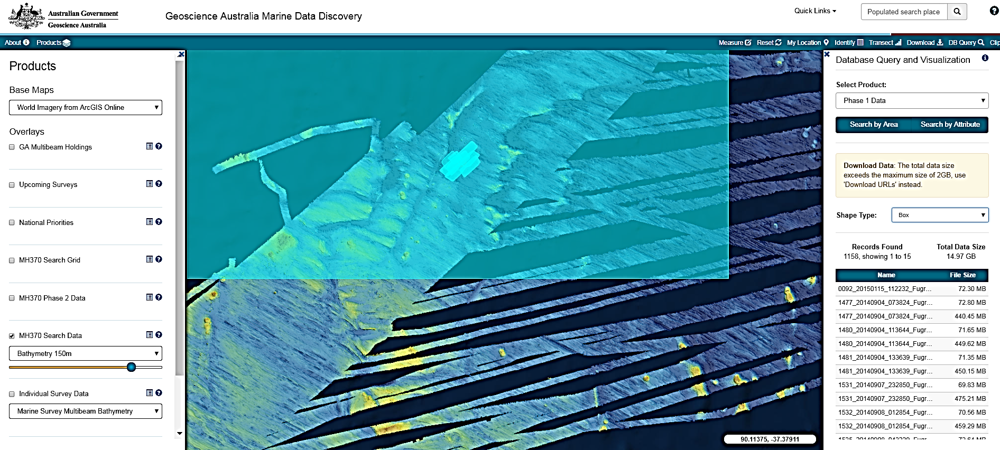 Australian Government
Geoscience Australia
Geoscience Australia Marine Data Discovery
Quick Links
Populated search place
About
Products
Measure
Reset
My Location
Identify
Transect
Download
DB Query
Clip
Products
Base Maps
World Imagery from ArcGIS Online
Overlays
GA Multibeam Holdings
Upcoming Surveys
National Priorities
MH370 Search Grid
MH370 Phase 2 Data
MH370 Search Data
Bathymetry 150m
Individual Survey Data
Marine Survey Multibeam Bathymetry
90.11375, -37.37911
Database Query and Visualization
Select Product:
Phase 1 Data
Search by Area
Search by Attribute
Download Data: The total data size
exceeds the maximum size of 2GB, use
'Download URLs' instead.
Shape Type:
Box
Records Found
Total Data Size
1158, showing 1 to 15
14.97 GB
Name File Size
0092_20150115_112232_Fugr... 72.30 MB
1477_20140904_073824_Fugr... 72.80 MB
1477_20140904_073824_Fugr... 440.45 MB
1480_20140904_113644_Fugr... 71.65 MB
1480_20140904_113644_Fugr... 449.62 MB
1481_20140904_133639_Fugr... 71.35 MB
1481_20140904_133639_Fugr... 450.15 MB
1531_20140907_232850_Fugr... 69.83 MB
1531_20140907_232850_Fugr... 475.21 MB
1532_20140908_012854_Fugr... 70.56 MB
1532_20140908_012854_Fugr... 459.29 MB